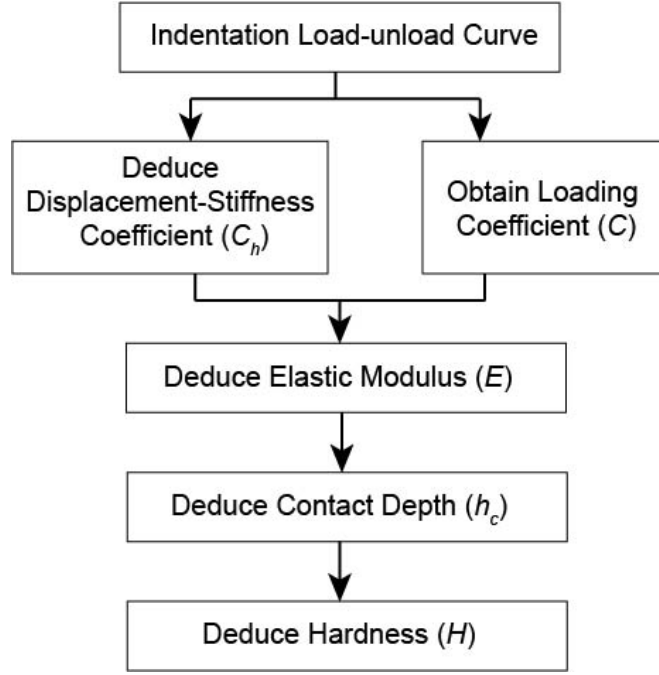 Indentation Load-unload Curve
Deduce
Displacement-Stiffness
Coefficient (C_h)
Obtain Loading
Coefficient (C)
Deduce Elastic Modulus (E)
Deduce Contact Depth (h_c)
Deduce Hardness (H)